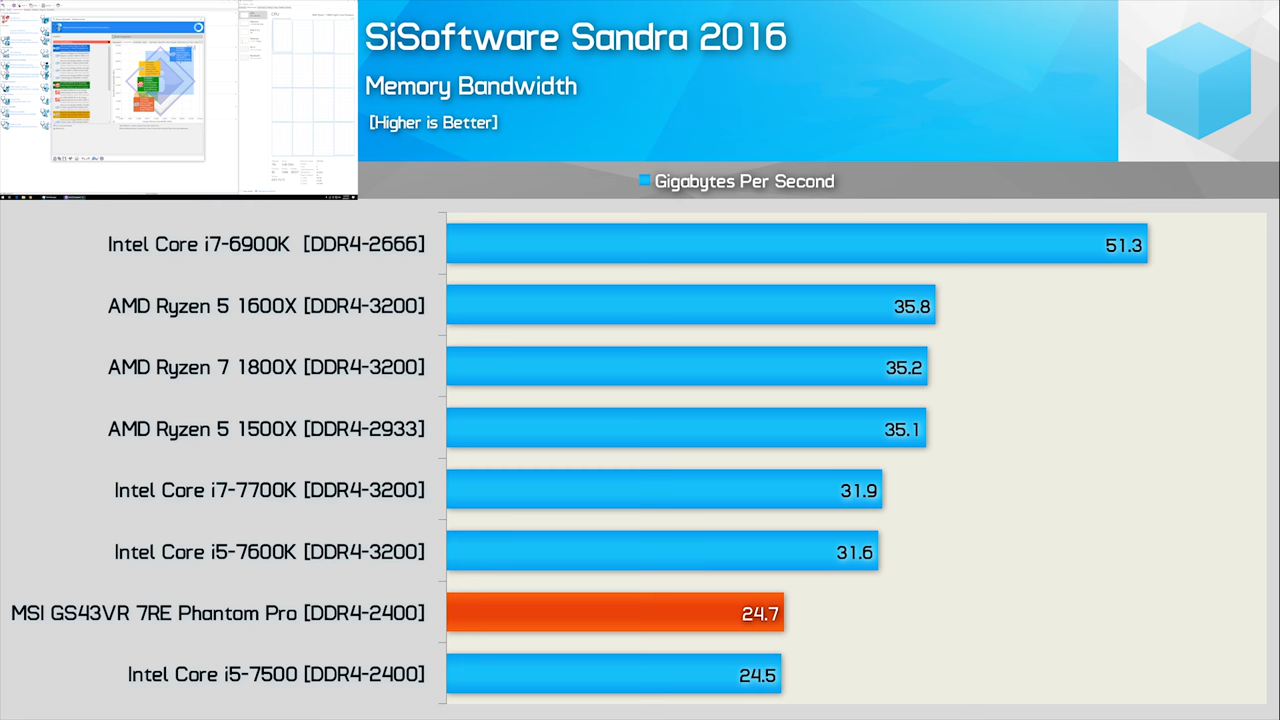 SiSoftware Sandra 2016
Memory Bandwidth
[Higher is Better]
Gigabytes Per Second
Intel Core i7-6900K [DDR4-2666] 51.3
AMD Ryzen 5 1600X [DDR4-3200] 35.8
AMD Ryzen 7 1800X [DDR4-3200] 35.2
AMD Ryzen 5 1500X [DDR4-2933] 35.1
Intel Core i7-7700K [DDR4-3200] 31.9
Intel Core i5-7600K [DDR4-3200] 31.6
MSI GS43VR 7RE Phantom Pro [DDR4-2400] 24.7
Intel Core i5-7500 [DDR4-2400] 24.5